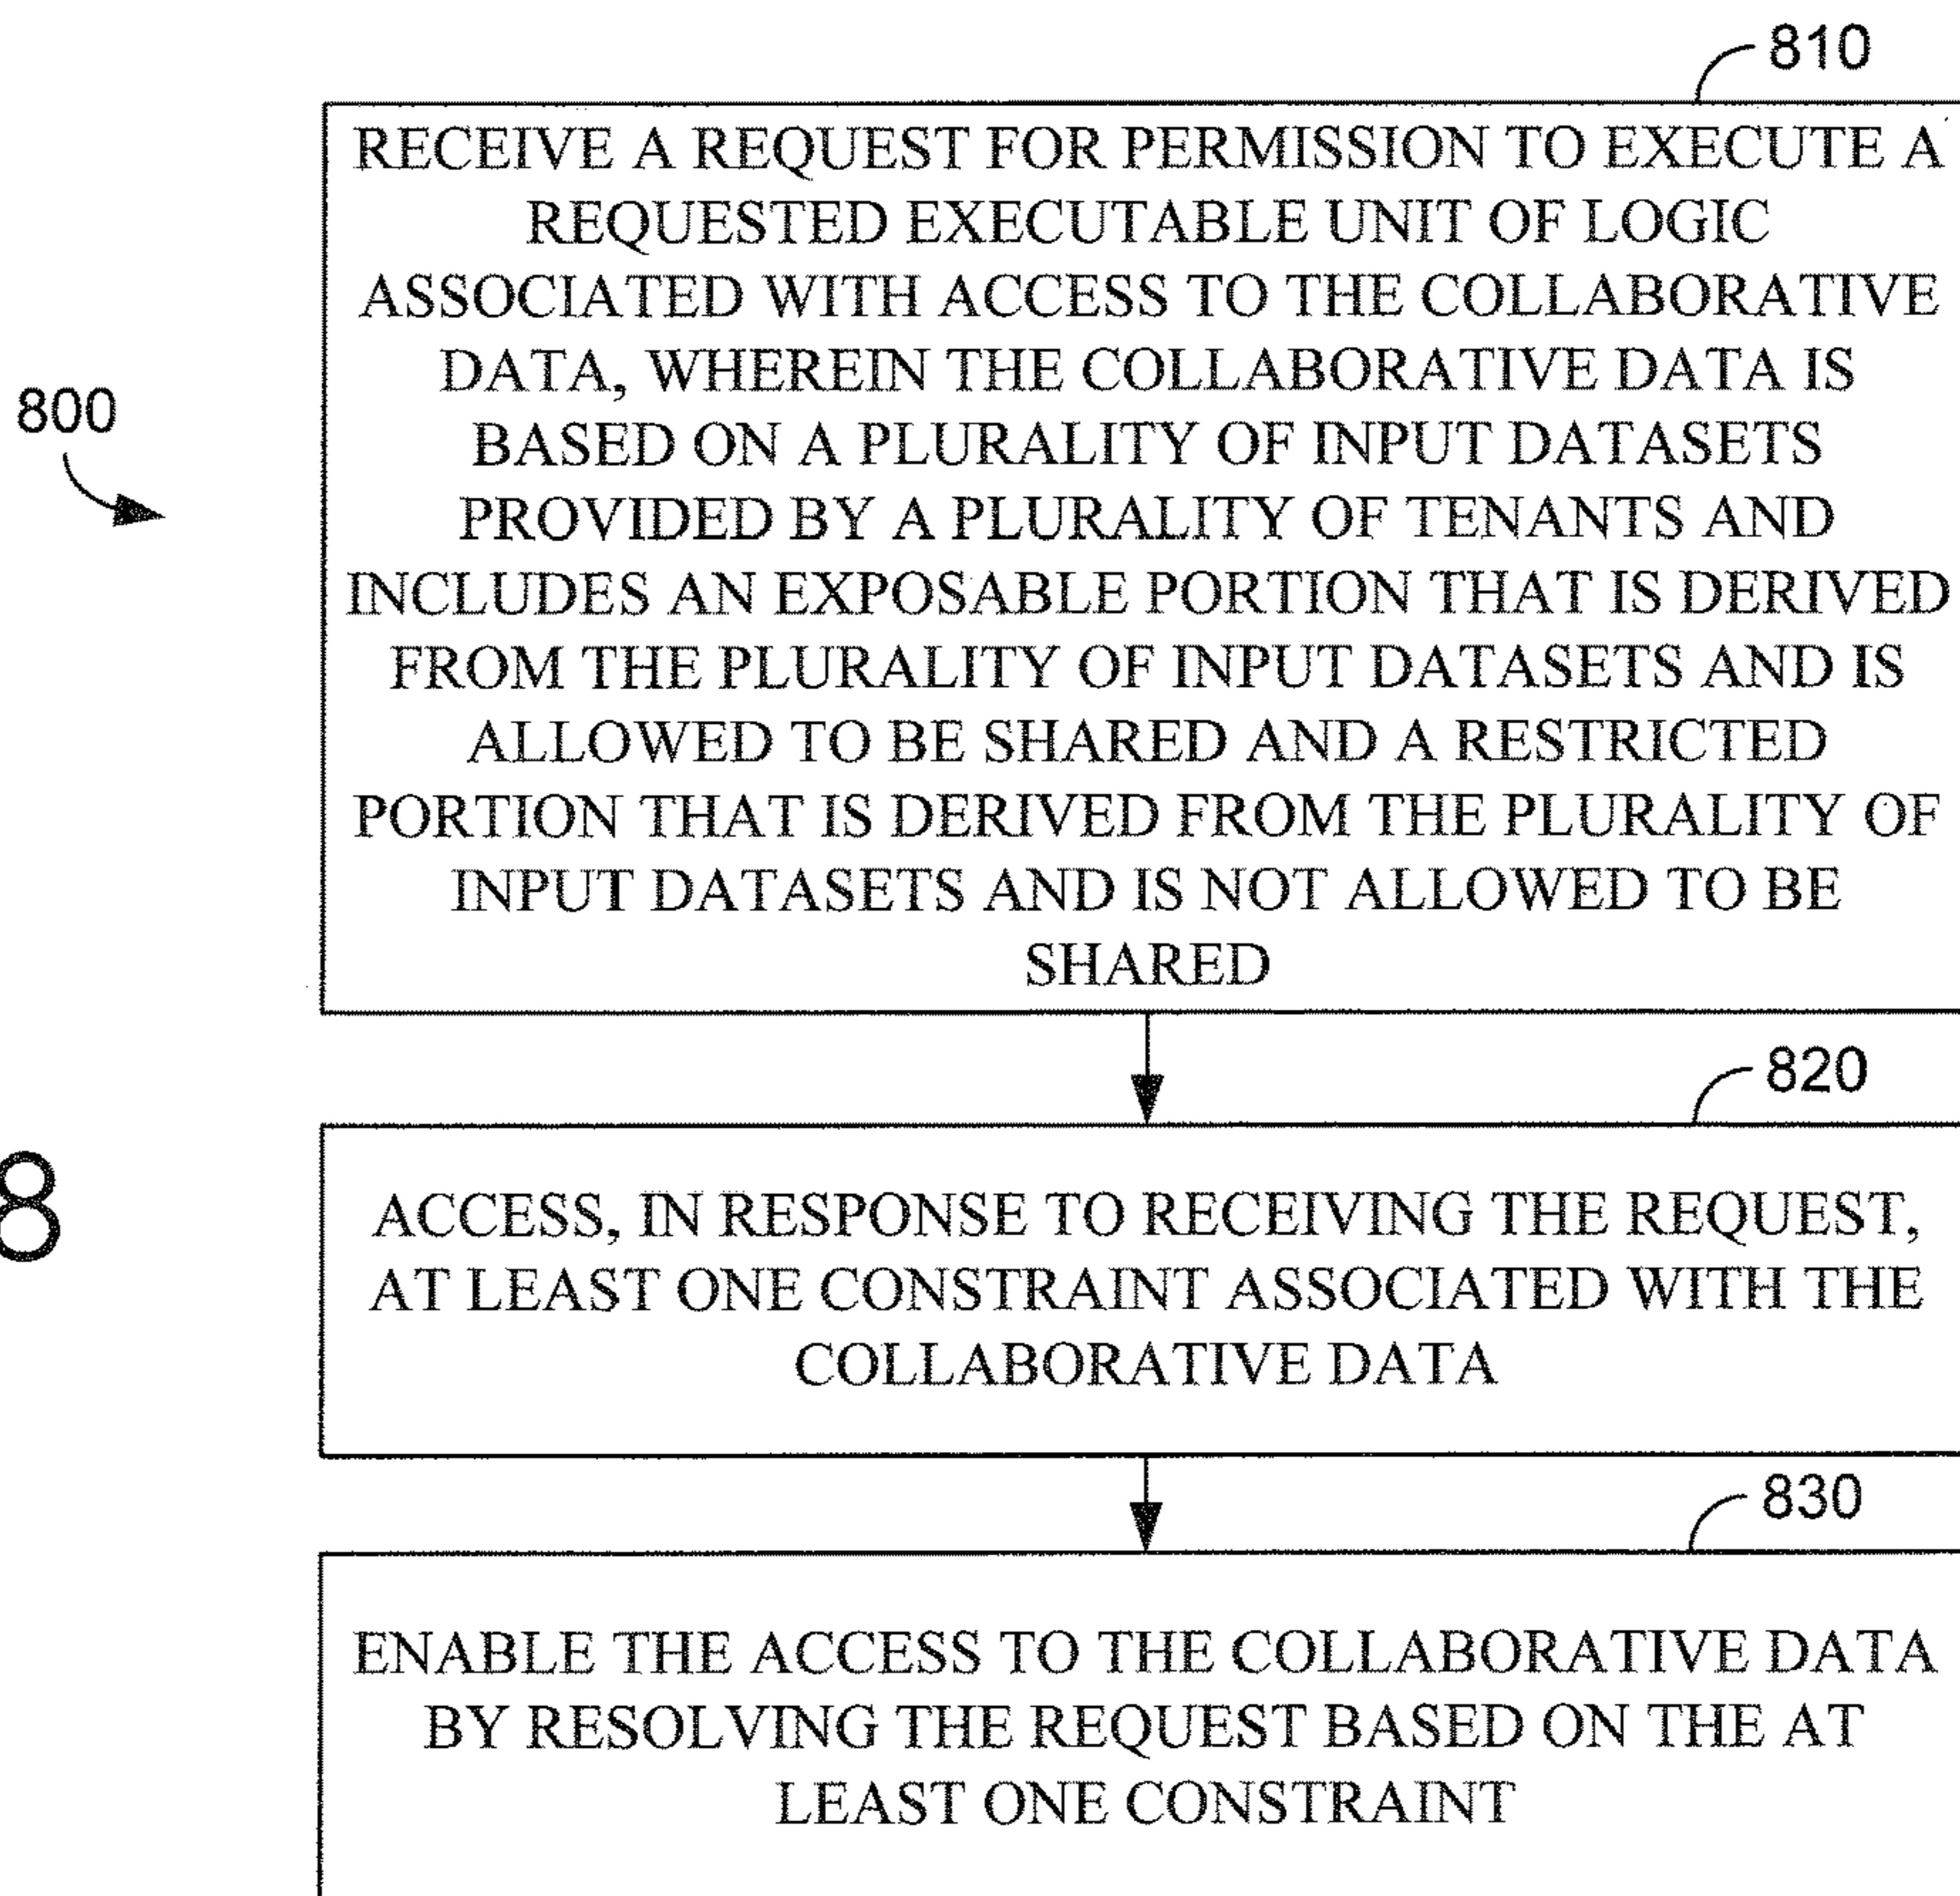 810
RECEIVE A REQUEST FOR PERMISSION TO EXECUTE A
REQUESTED EXECUTABLE UNIT OF LOGIC
ASSOCIATED WITH ACCESS TO THE COLLABORATIVE
DATA, WHEREIN THE COLLABORATIVE DATA IS
BASED ON A PLURALITY OF INPUT DATASETS
PROVIDED BY A PLURALITY OF TENANTS AND
INCLUDES AN EXPOSABLE PORTION THAT IS DERIVED
FROM THE PLURALITY OF INPUT DATASETS AND IS
ALLOWED TO BE SHARED AND A RESTRICTED
PORTION THAT IS DERIVED FROM THE PLURALITY OF
INPUT DATASETS AND IS NOT ALLOWED TO BE
SHARED
800
820
ACCESS, IN RESPONSE TO RECEIVING THE REQUEST,
AT LEAST ONE CONSTRAINT ASSOCIATED WITH THE
COLLABORATIVE DATA
8
830
ENABLE THE ACCESS TO THE COLLABORATIVE DATA
BY RESOLVING THE REQUEST BASED ON THE AT
LEAST ONE CONSTRAINT